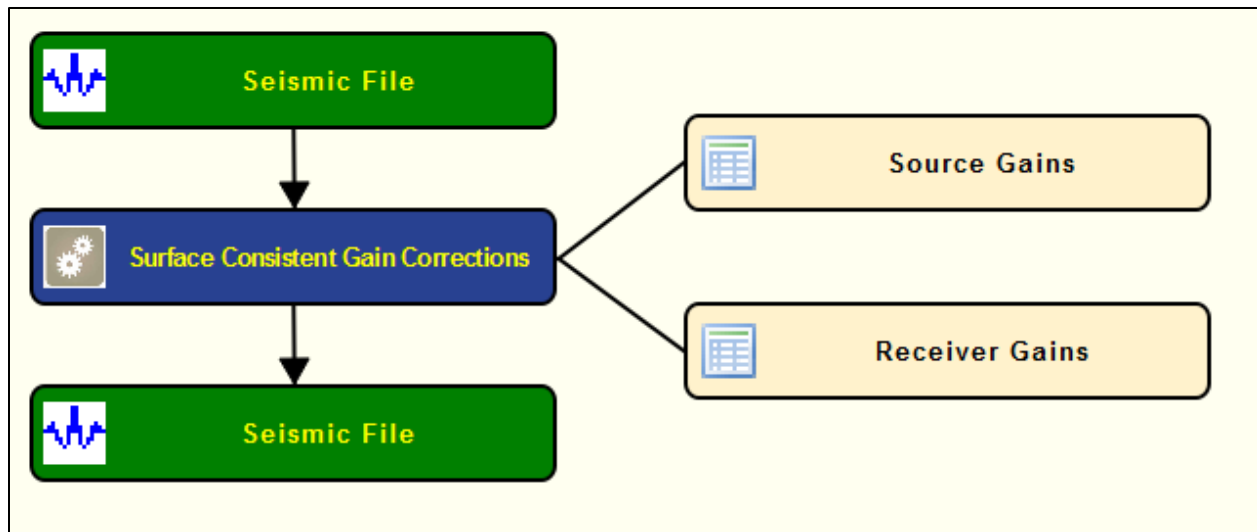 Seismic File
Source Gains
Surface Consistent Gain Corrections
Receiver Gains
Seismic File